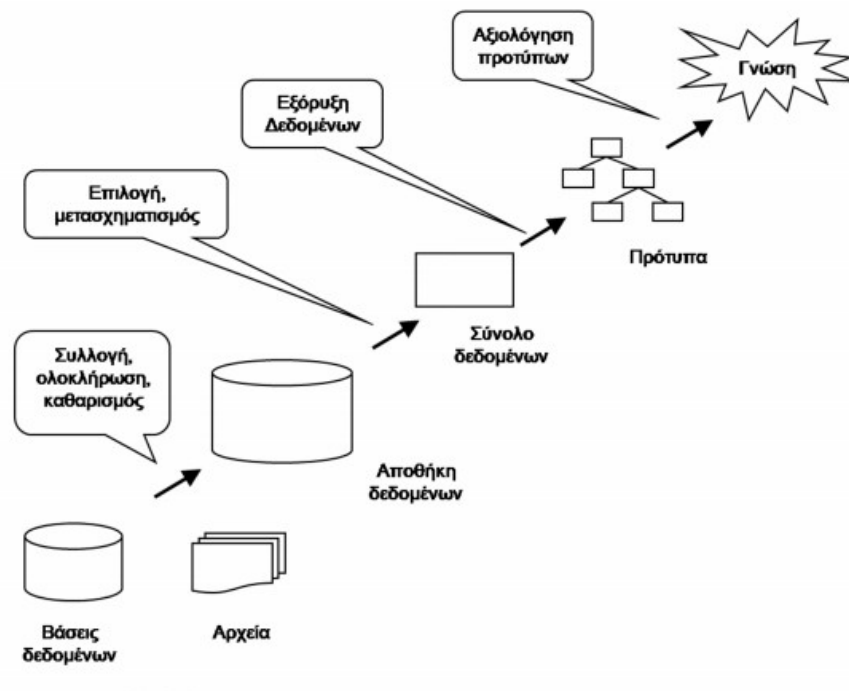 Αξιολόγηση
προτύπων
Γνώση
Εξόρυξη
Δεδομένων
Επιλογή,
μετασχηματισμός
Πρότυπα
Σύνολο
δεδομένων
Συλλογή,
ολοκλήρωση,
καθαρισμός
Αποθήκη
δεδομένων
Βάσεις
δεδομένων
Αρχεία